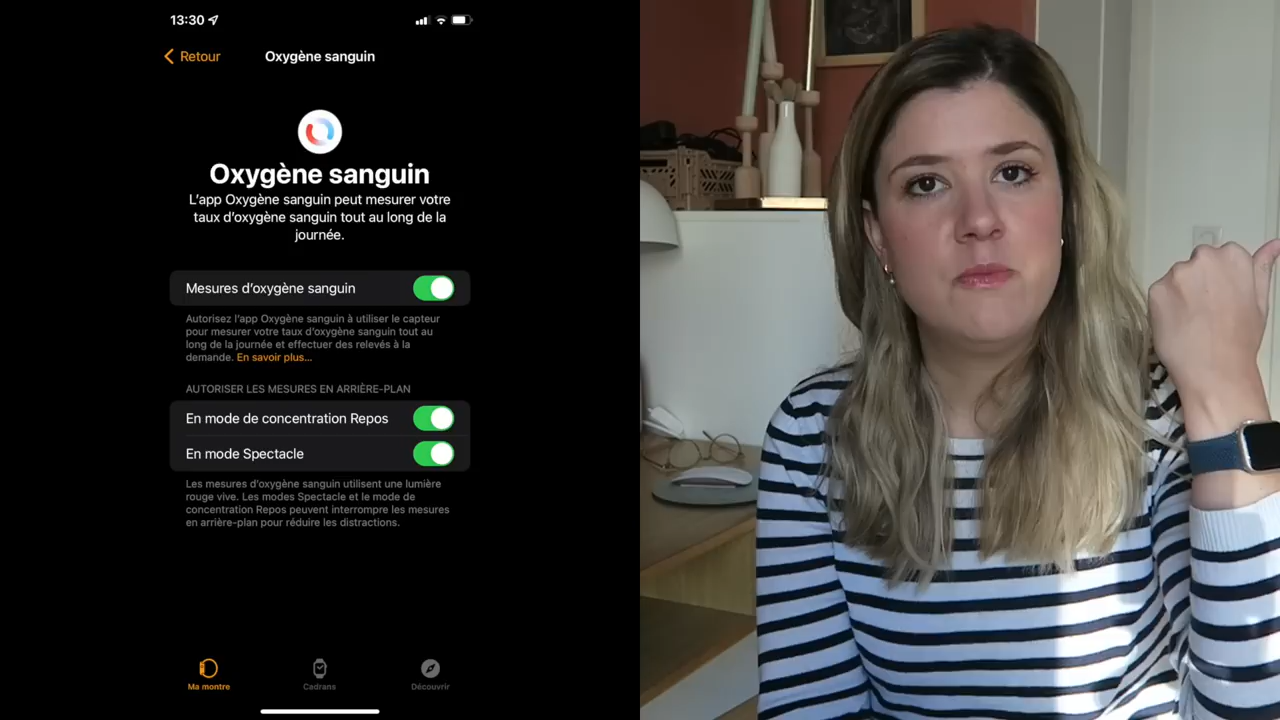 13:30
Retour
Oxygène sanguin
Oxygène sanguin
L'app Oxygène sanguin peut mesurer votre
taux d'oxygène sanguin tout au long de la
journée.
Mesures d'oxygène sanguin
Autorisez l'app Oxygène sanguin à utiliser le capteur
pour mesurer votre taux d'oxygène sanguin tout au
long de la journée et effectuer des relevés à la
demande. En savoir plus...
AUTORISER LES MESURES EN ARRIÈRE-PLAN
En mode de concentration Repos
En mode Spectacle
Les mesures d'oxygène sanguin utilisent une lumière
rouge vive. Les modes Spectacle et le mode de
concentration Repos peuvent interrompre les mesures
en arrière-plan pour réduire les distractions.
Ma montre
Cadrans
Découvrir